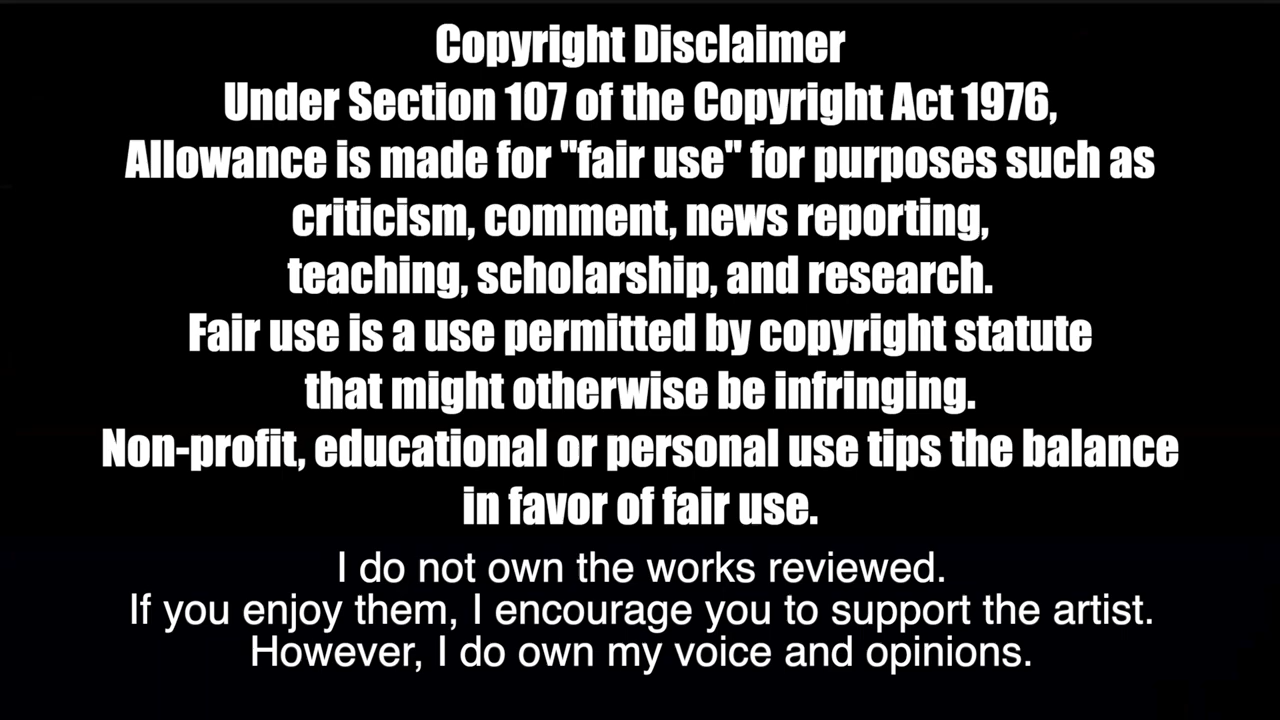 Copyright Disclaimer
Under Section 107 of the Copyright Act 1976,
Allowance is made for "fair use" for purposes such as
criticism, comment, news reporting,
teaching, scholarship, and research.
Fair use is a use permitted by copyright statute
that might otherwise be infringing.
Non-profit, educational or personal use tips the balance
in favor of fair use.
I do not own the works reviewed.
If you enjoy them, I encourage you to support the artist.
However, I do own my voice and opinions.